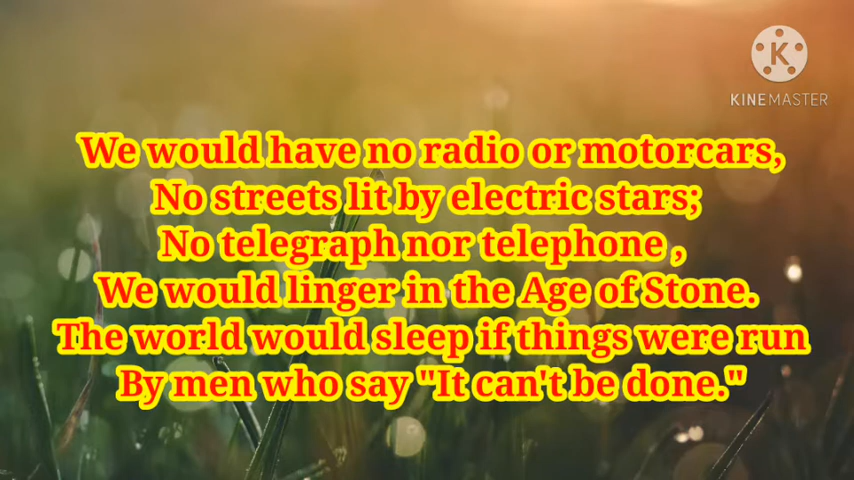 K
KINEMASTER
We would have no radio or motorcars,
No streets lit by electric stars;
No telegraph nor telephone ,
We would linger in the Age of Stone.
The world would sleep if things were run
By men who say "It can't be done."